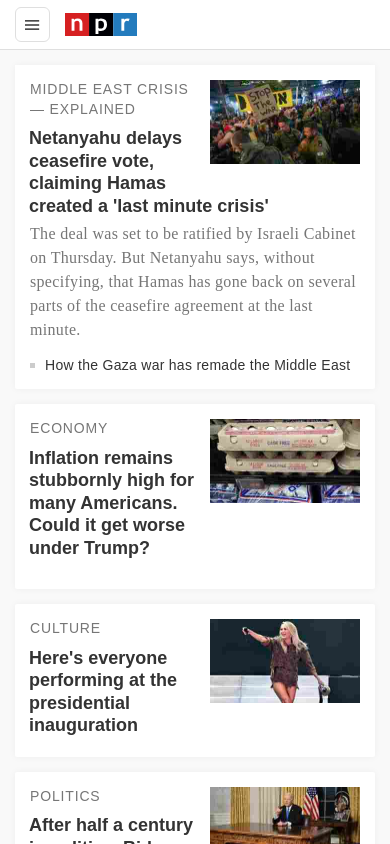 npr
MIDDLE EAST CRISIS
— EXPLAINED
Netanyahu delays
ceasefire vote,
claiming Hamas
created a 'last minute crisis'
STOP
The
War
The deal was set to be ratified by Israeli Cabinet
on Thursday. But Netanyahu says, without
specifying, that Hamas has gone back on several
parts of the ceasefire agreement at the last
minute.
How the Gaza war has remade the Middle East
ECONOMY
Inflation remains
stubbornly high for
many Americans.
Could it get worse
under Trump?
CULTURE
Here's everyone
performing at the
presidential
inauguration
POLITICS
After half a century